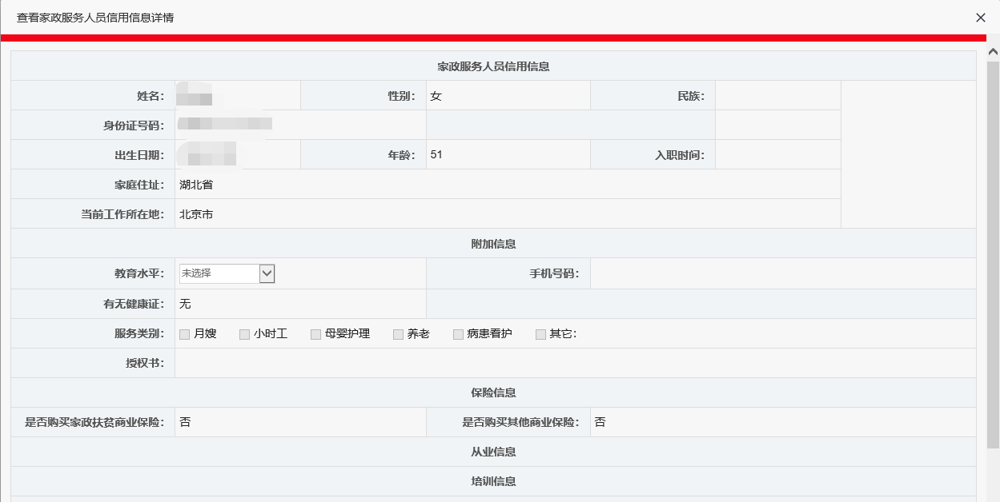 查看家政服务人员信用信息详情
家政服务人员信用信息
姓名： 性别： 女 民族：
身份证号码：
出生日期： 年龄： 51 入职时间：
家庭住址： 湖北省
当前工作所在地： 北京市
附加信息
教育水平： 未选择 手机号码：
有无健康证： 无
服务类别： 月嫂 小时工 母婴护理 养老 病患看护 其它：
授权书：
保险信息
是否购买家政扶贫商业保险： 否 是否购买其他商业保险： 否
从业信息
培训信息